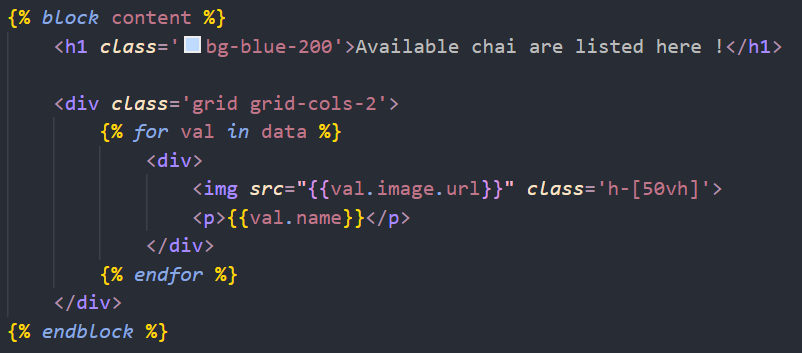 {% block content %}
<h1 class='bg-blue-200'>Available chai are listed here !</h1>
<div class='grid grid-cols-2'>
{% for val in data %}
<div>
<img src="{{val.image.url}}" class='h-[50vh]'>
<p>{{val.name}}</p>
</div>
{% endfor %}
</div>
{% endblock %}